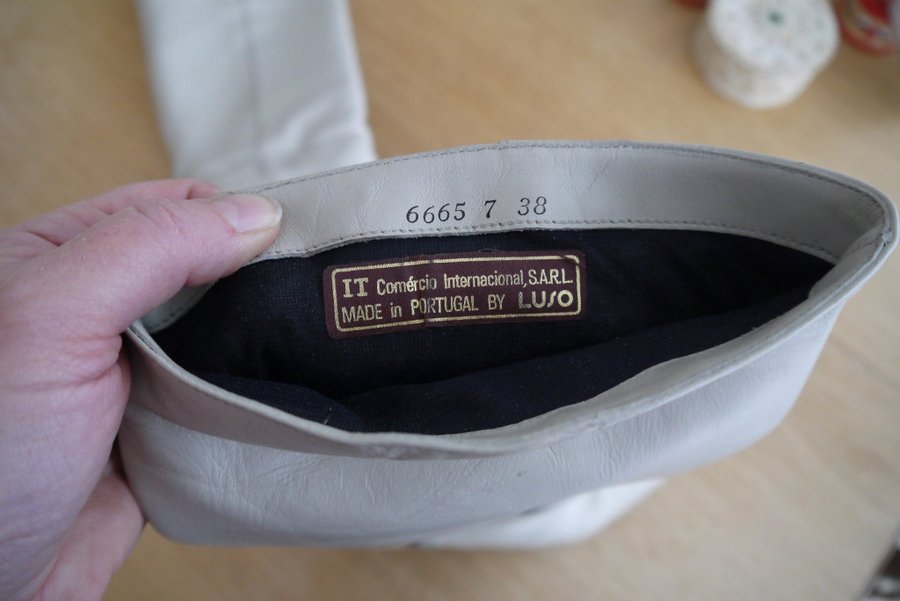 6665 7 38
IT Comércio Internacional, S.A.R.L.
MADE in PORTUGAL BY LUSO